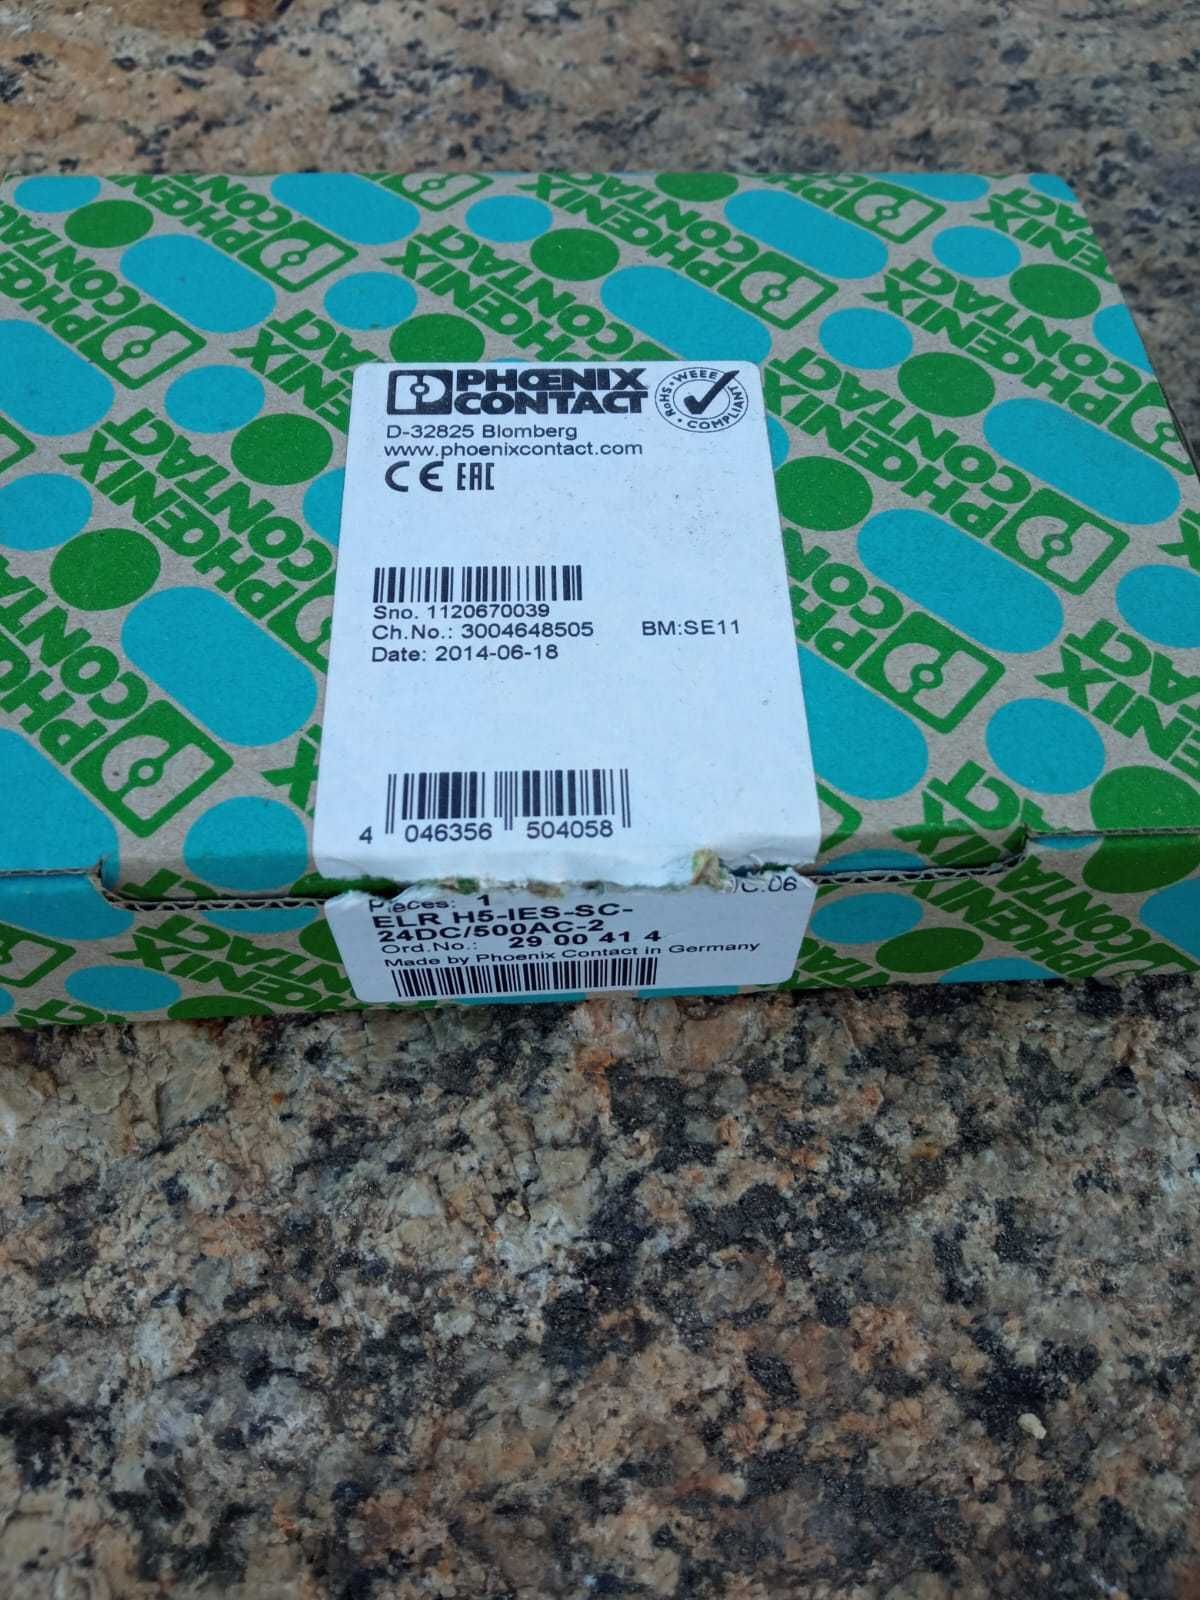 PHŒNIX
CONTACT
WEEE
RoHS
COMPLIANT
D-32825 Blomberg
www.phoenixcontact.com
CE EAC
Sno. 1120670039
Ch.No.: 3004648505 BM:SE11
Date: 2014-06-18
4 046356 504058
Pieces: 1
ELR H5-IES-SC-
24DC/500AC-2
Ord.No.: 29 00 41 4
Made by Phoenix Contact in Germany